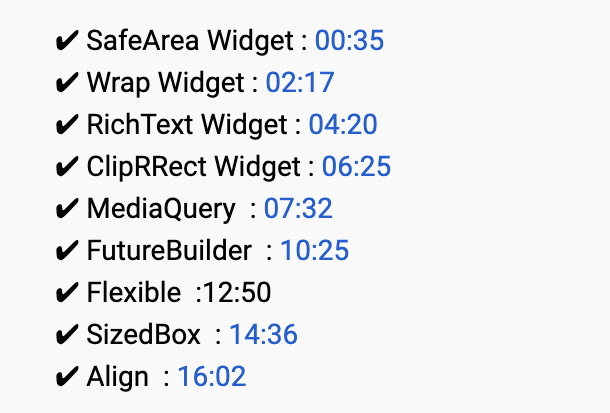 ✔ SafeArea Widget : 00:35
✔ Wrap Widget : 02:17
✔ RichText Widget : 04:20
✔ ClipRRect Widget : 06:25
✔ MediaQuery  : 07:32
✔ FutureBuilder  : 10:25
✔ Flexible  :12:50
✔ SizedBox  : 14:36
✔ Align  : 16:02